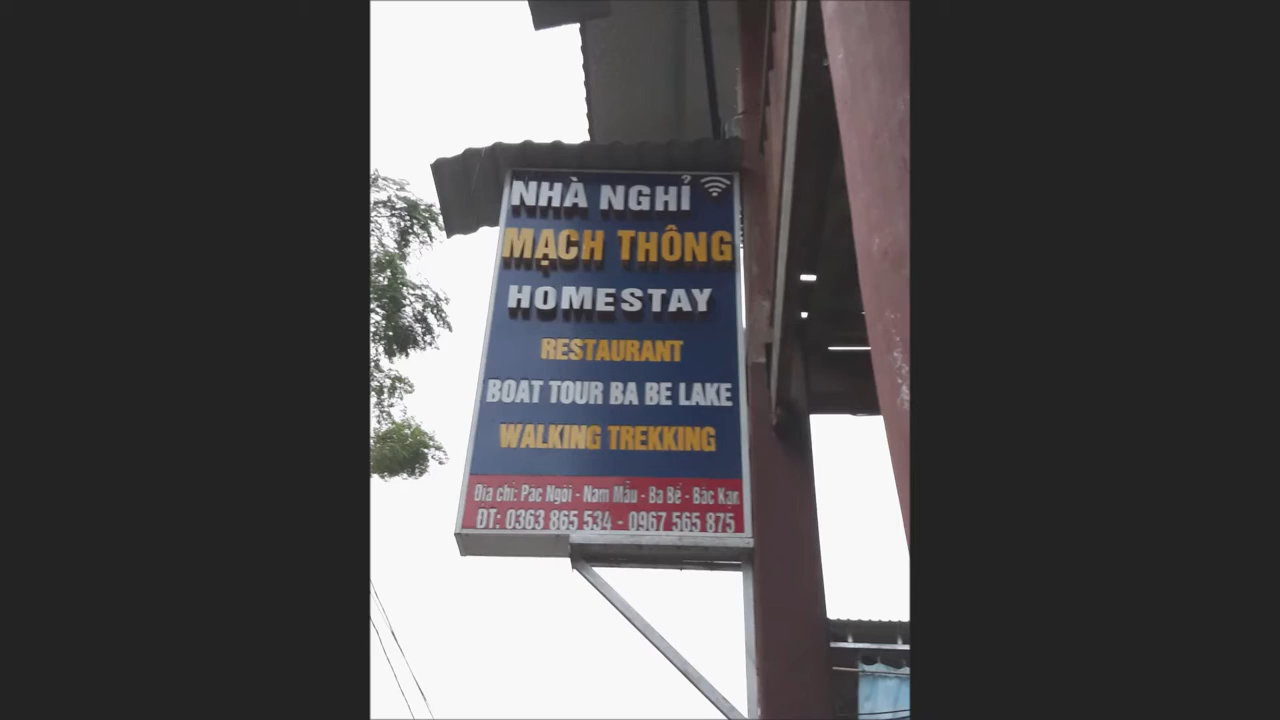 NHÀ NGHỈ
MẠCH THÔNG
HOMESTAY
RESTAURANT
BOAT TOUR BA BE LAKE
WALKING TREKKING
Địa chỉ: Pác Ngòi - Nam Mẫu - Ba Bể - Bắc Kạn
ĐT: 0363 865 534 - 0967 565 875